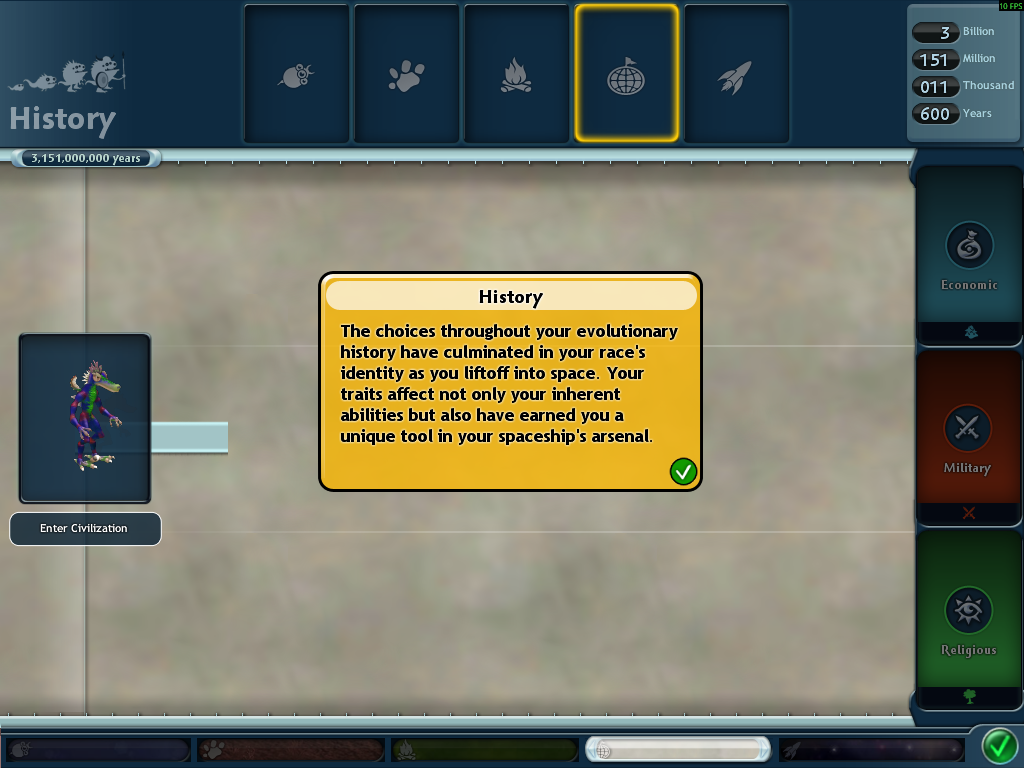 10 FPS
History
3 Billion
151 Million
011 Thousand
600 Years
3,151,000,000 years
History
The choices throughout your evolutionary
history have culminated in your race's
identity as you liftoff into space. Your
traits affect not only your inherent
abilities but also have earned you a
unique tool in your spaceship's arsenal.
Enter Civilization
Economic
Military
Religious